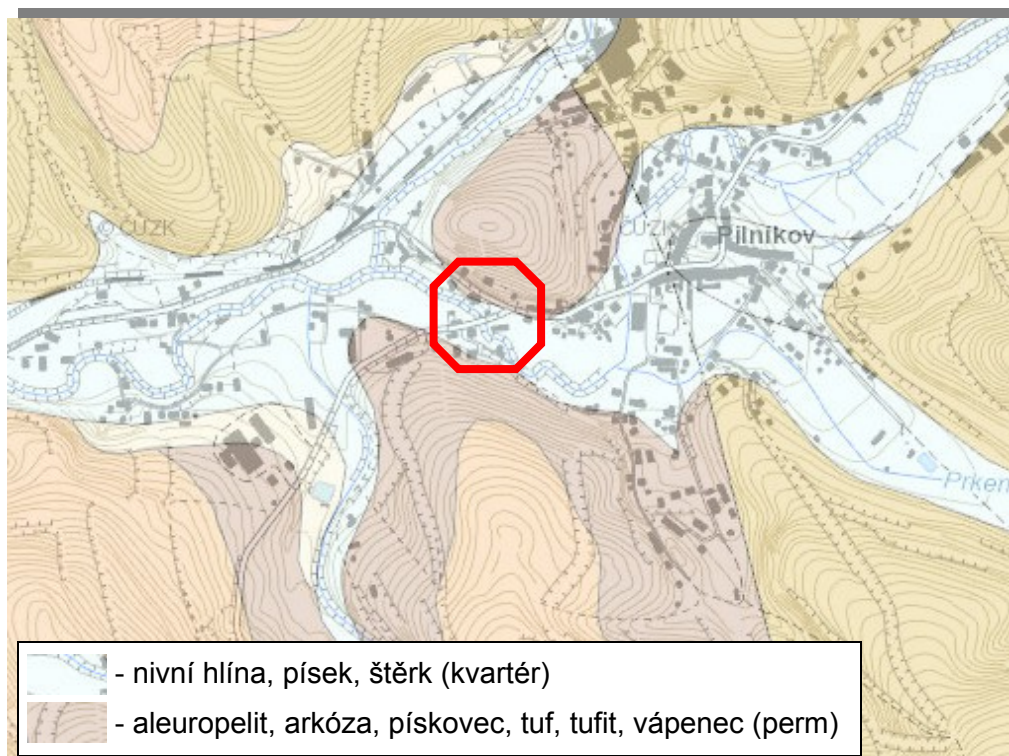 © ČÚZK
ČÚZK
Pilníkov
Prken
- nivní hlína, písek, štěrk (kvartér)
- aleuropelit, arkóza, pískovec, tuf, tufit, vápenec (perm)